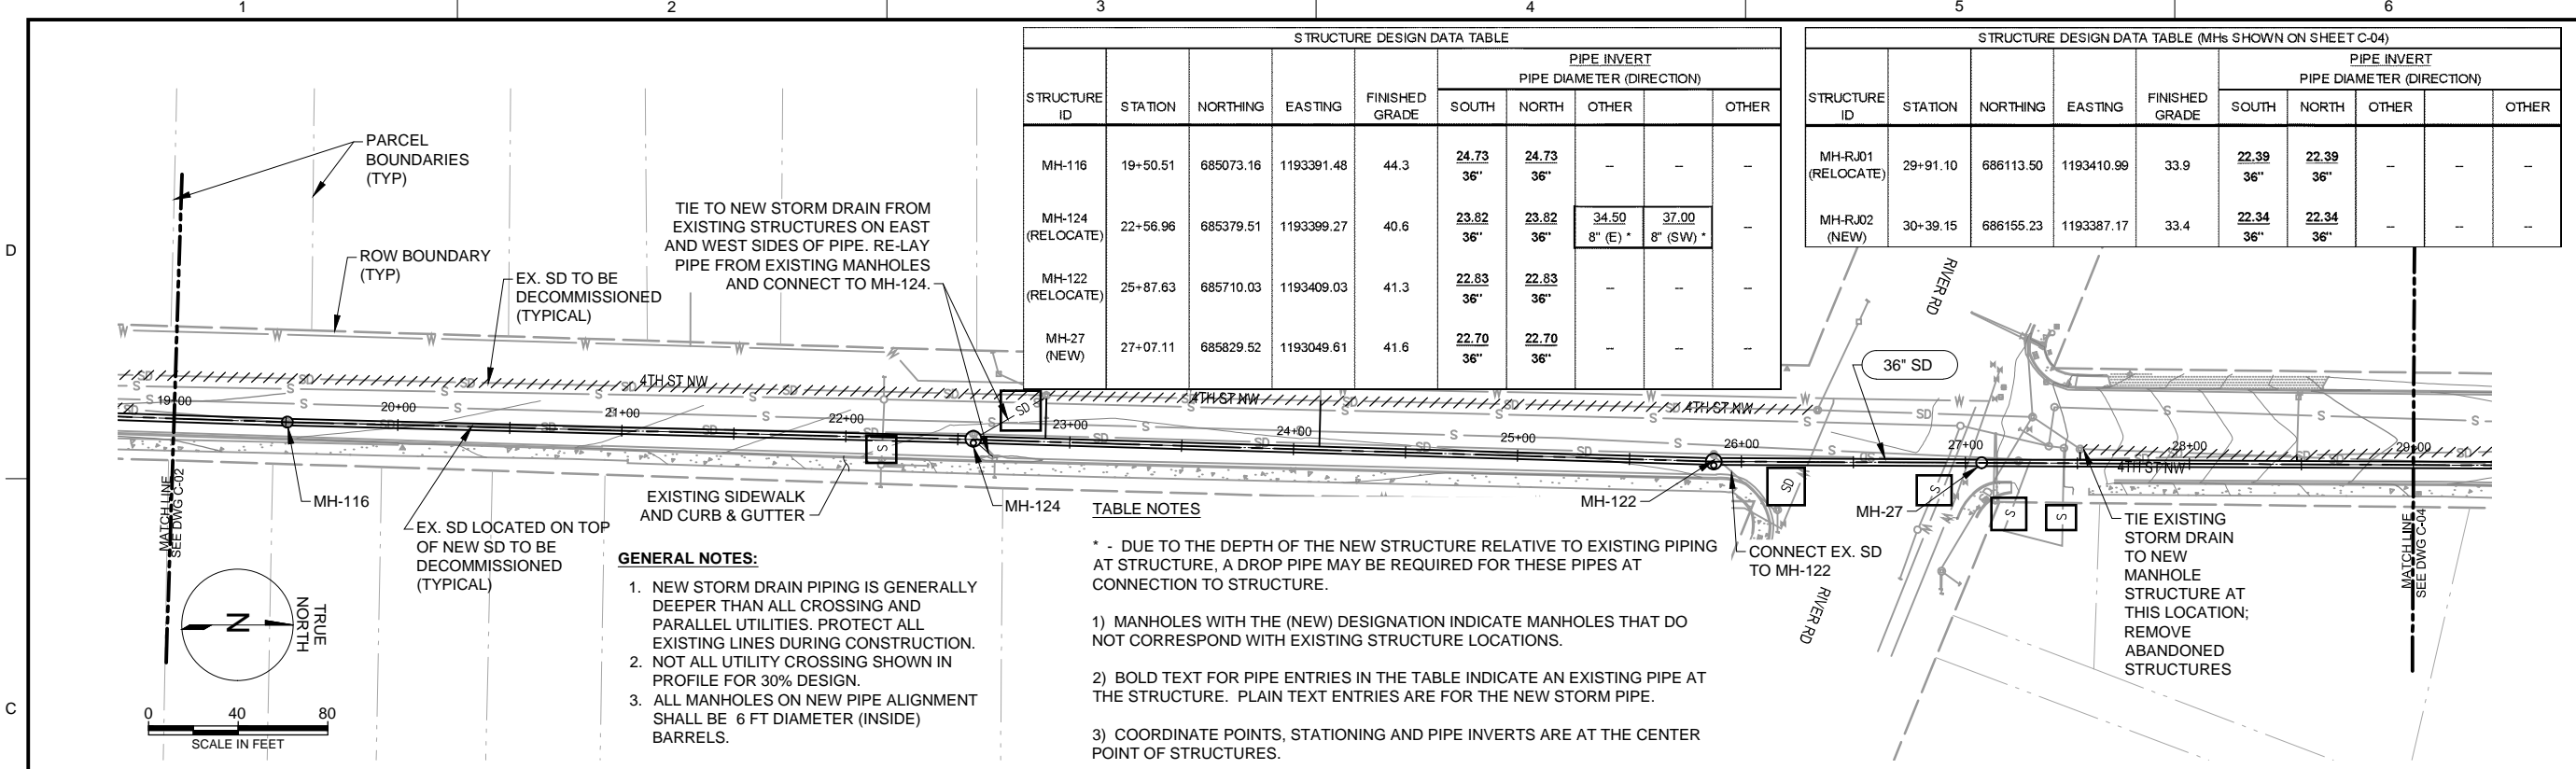 1 2 3 4 5 6
D
C
STRUCTURE DESIGN DATA TABLE
PIPE INVERT
PIPE DIAMETER (DIRECTION)
STRUCTURE ID STATION NORTHING EASTING FINISHED GRADE SOUTH NORTH OTHER OTHER
MH-116 19+50.51 685073.16 1193391.48 44.3 24.73 36" 24.73 36" -- -- --
MH-124 (RELOCATE) 22+56.96 685379.51 1193399.27 40.6 23.82 36" 23.82 36" 34.50 8" (E) * 37.00 8" (SW) * --
MH-122 (RELOCATE) 25+87.63 685710.03 1193409.03 41.3 22.83 36" 22.83 36" -- -- --
MH-27 (NEW) 27+07.11 685829.52 1193049.61 41.6 22.70 36" 22.70 36" -- -- --
STRUCTURE DESIGN DATA TABLE (MHs SHOWN ON SHEET C-04)
PIPE INVERT
PIPE DIAMETER (DIRECTION)
STRUCTURE ID STATION NORTHING EASTING FINISHED GRADE SOUTH NORTH OTHER OTHER
MH-RJ01 (RELOCATE) 29+91.10 686113.50 1193410.99 33.9 22.39 36" 22.39 36" -- -- --
MH-RJ02 (NEW) 30+39.15 686155.23 1193387.17 33.4 22.34 36" 22.34 36" -- -- --
PARCEL
BOUNDARIES
(TYP)
ROW BOUNDARY
(TYP)
EX. SD TO BE
DECOMMISSIONED
(TYPICAL)
TIE TO NEW STORM DRAIN FROM
EXISTING STRUCTURES ON EAST
AND WEST SIDES OF PIPE. RE-LAY
PIPE FROM EXISTING MANHOLES
AND CONNECT TO MH-124.
4TH ST NW
4TH ST NW
4TH ST NW
4TH ST NW
19+00 20+00 21+00 22+00 23+00 24+00 25+00 26+00 27+00 28+00 29+00
36" SD
RIVER RD
RIVER RD
MATCH LINE
SEE DWG C-02
MATCH LINE
SEE DWG C-04
MH-116
MH-124
MH-122
MH-27
EX. SD LOCATED ON TOP
OF NEW SD TO BE
DECOMMISSIONED
(TYPICAL)
EXISTING SIDEWALK
AND CURB & GUTTER
CONNECT EX. SD
TO MH-122
TIE EXISTING
STORM DRAIN
TO NEW
MANHOLE
STRUCTURE AT
THIS LOCATION;
REMOVE
ABANDONED
STRUCTURES
N
TRUE
NORTH
0 40 80
SCALE IN FEET
GENERAL NOTES:
1. NEW STORM DRAIN PIPING IS GENERALLY
DEEPER THAN ALL CROSSING AND
PARALLEL UTILITIES. PROTECT ALL
EXISTING LINES DURING CONSTRUCTION.
2. NOT ALL UTILITY CROSSING SHOWN IN
PROFILE FOR 30% DESIGN.
3. ALL MANHOLES ON NEW PIPE ALIGNMENT
SHALL BE 6 FT DIAMETER (INSIDE)
BARRELS.
TABLE NOTES
* - DUE TO THE DEPTH OF THE NEW STRUCTURE RELATIVE TO EXISTING PIPING
AT STRUCTURE, A DROP PIPE MAY BE REQUIRED FOR THESE PIPES AT
CONNECTION TO STRUCTURE.
1) MANHOLES WITH THE (NEW) DESIGNATION INDICATE MANHOLES THAT DO
NOT CORRESPOND WITH EXISTING STRUCTURE LOCATIONS.
2) BOLD TEXT FOR PIPE ENTRIES IN THE TABLE INDICATE AN EXISTING PIPE AT
THE STRUCTURE. PLAIN TEXT ENTRIES ARE FOR THE NEW STORM PIPE.
3) COORDINATE POINTS, STATIONING AND PIPE INVERTS ARE AT THE CENTER
POINT OF STRUCTURES.